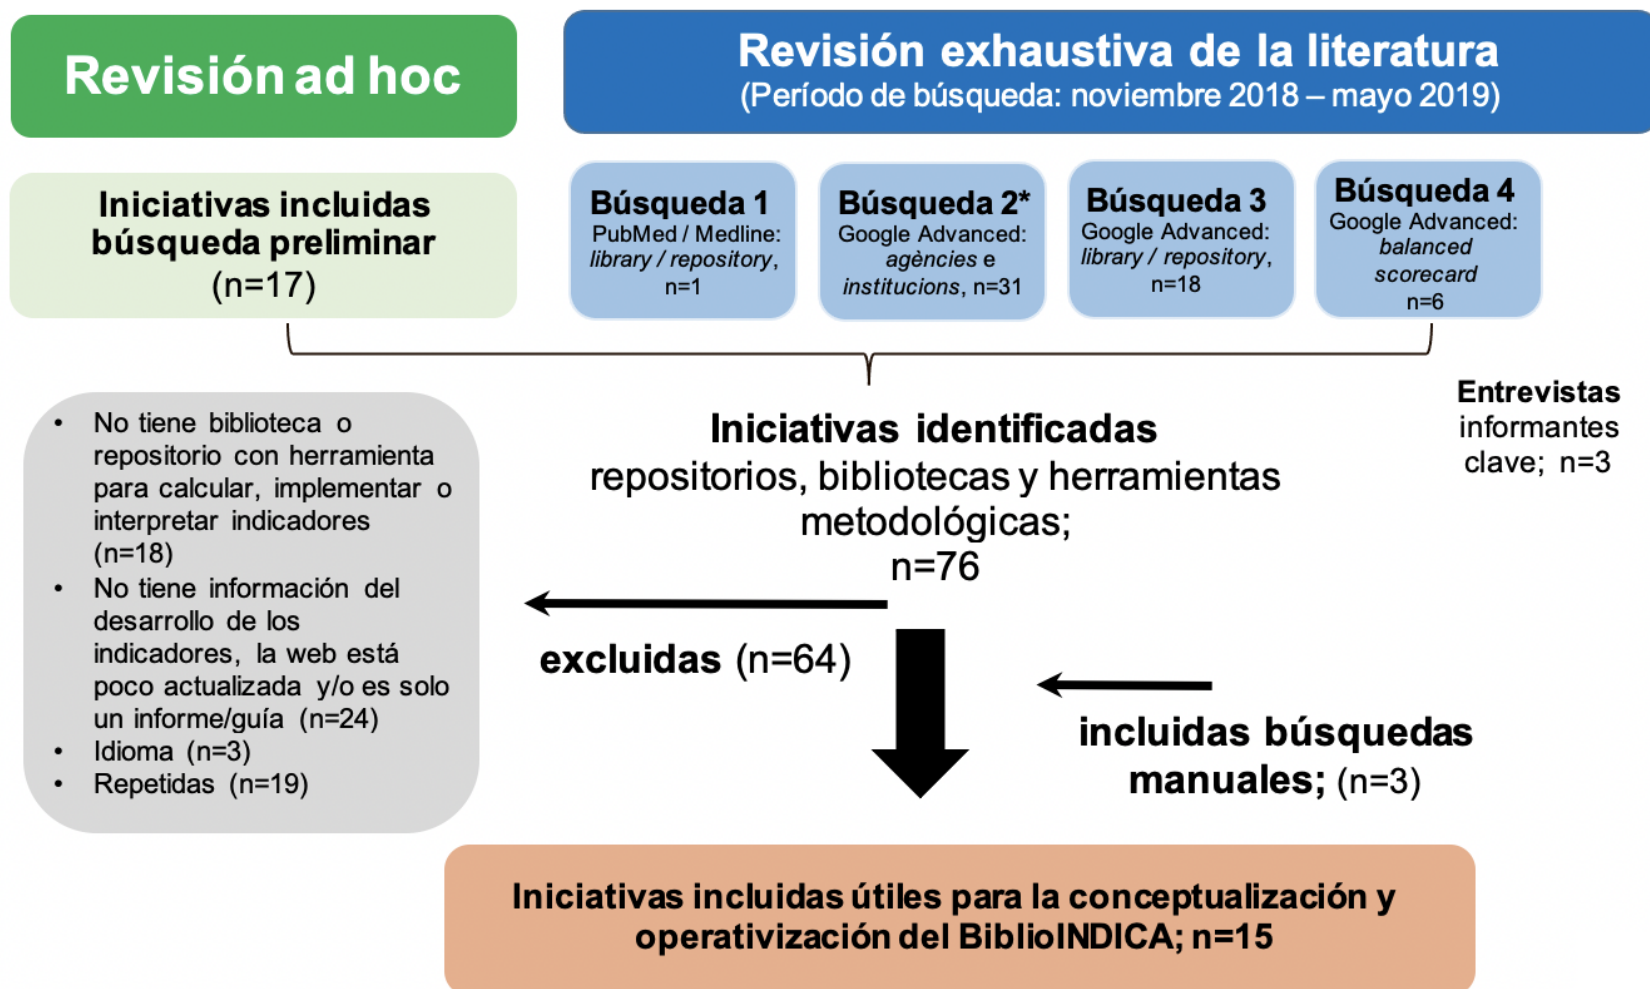 Revisión ad hoc
Revisión exhaustiva de la literatura
(Período de búsqueda: noviembre 2018 – mayo 2019)
Iniciativas incluidas
búsqueda preliminar
(n=17)
Búsqueda 1
PubMed / Medline:
library / repository,
n=1
Búsqueda 2*
Google Advanced:
agències e
institucions, n=31
Búsqueda 3
Google Advanced:
library / repository,
n=18
Búsqueda 4
Google Advanced:
balanced
scorecard
n=6
Entrevistas
informantes
clave; n=3
Iniciativas identificadas
repositorios, bibliotecas y herramientas
metodológicas;
n=76
• No tiene biblioteca o
repositorio con herramienta
para calcular, implementar o
interpretar indicadores
(n=18)
• No tiene información del
desarrollo de los
indicadores, la web está
poco actualizada y/o es solo
un informe/guía (n=24)
• Idioma (n=3)
• Repetidas (n=19)
excluidas (n=64)
incluidas búsquedas
manuales; (n=3)
Iniciativas incluidas útiles para la conceptualización y
operativización del BiblioINDICA; n=15